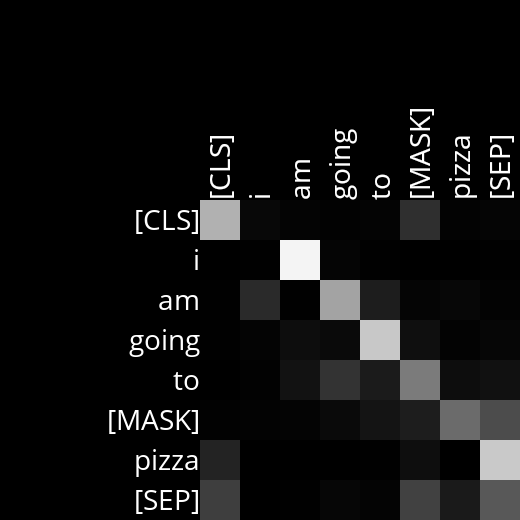 [CLS] i am going to [MASK] pizza [SEP]
[CLS]
i
am
going
to
[MASK]
pizza
[SEP]